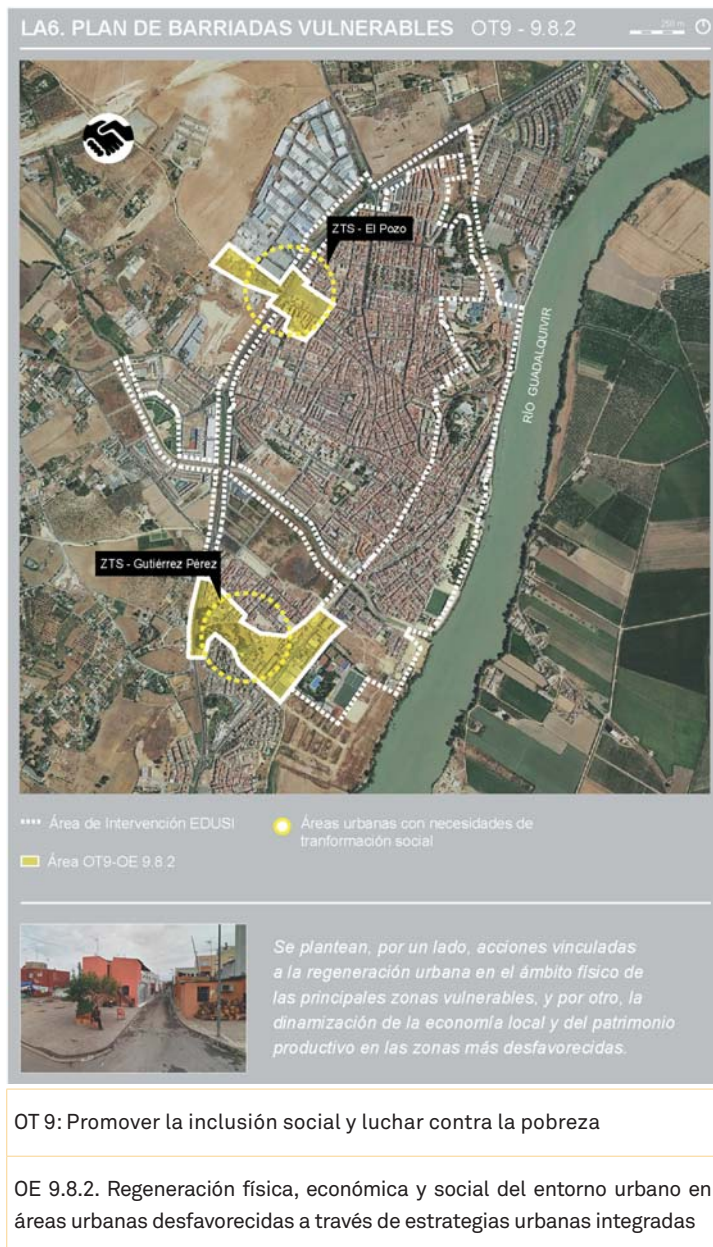 LA6. PLAN DE BARRIADAS VULNERABLES OT9 - 9.8.2
250 m
ZTS - El Pozo
RÍO GUADALQUIVIR
ZTS - Gutiérrez Pérez
Área de Intervención EDUSI
Áreas urbanas con necesidades de
tranformación social
Área OT9-OE 9.8.2
Se plantean, por un lado, acciones vinculadas
a la regeneración urbana en el ámbito físico de
las principales zonas vulnerables, y por otro, la
dinamización de la economía local y del patrimonio
productivo en las zonas más desfavorecidas.
OT 9: Promover la inclusión social y luchar contra la pobreza
OE 9.8.2. Regeneración física, económica y social del entorno urbano en
áreas urbanas desfavorecidas a través de estrategias urbanas integradas